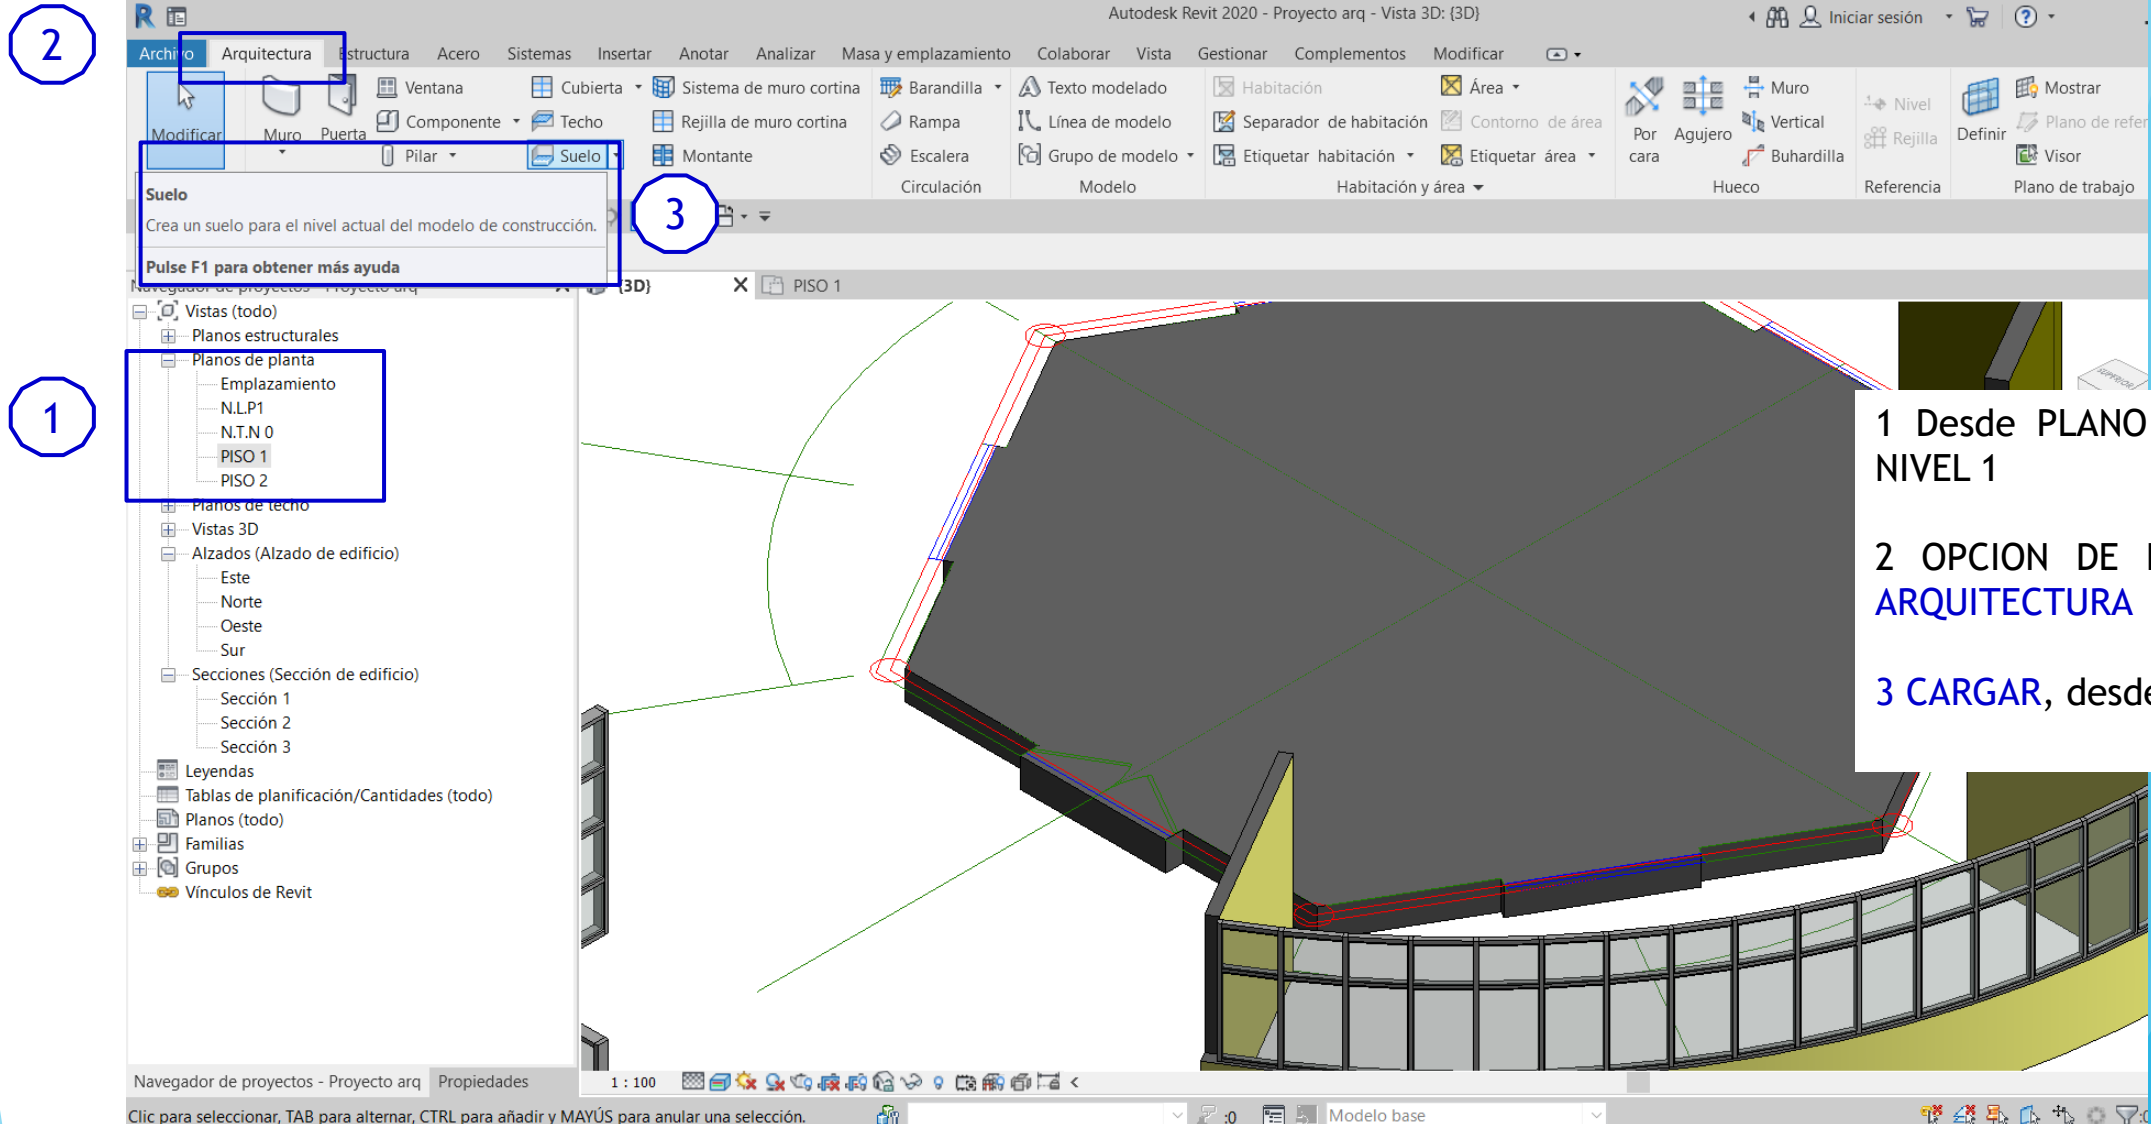 Autodesk Revit 2020 - Proyecto arq - Vista 3D: {3D}
Iniciar sesión
2
Archivo Arquitectura Estructura Acero Sistemas Insertar Anotar Analizar Masa y emplazamiento Colaborar Vista Gestionar Complementos Modificar
Modificar
Muro
Puerta
Ventana
Componente
Pilar
Cubierta
Techo
Suelo
Sistema de muro cortina
Rejilla de muro cortina
Montante
Barandilla
Rampa
Escalera
Circulación
Texto modelado
Línea de modelo
Grupo de modelo
Modelo
Habitación
Separador de habitación
Etiquetar habitación
Área
Contorno de área
Etiquetar área
Habitación y área
Por cara
Agujero
Muro
Vertical
Buhardilla
Hueco
Nivel
Rejilla
Referencia
Definir
Mostrar
Plano de refer
Visor
Plano de trabajo
Suelo
Crea un suelo para el nivel actual del modelo de construcción.
Pulse F1 para obtener más ayuda
3
Navegador de proyectos - Proyecto arq
{3D}
PISO 1
Vistas (todo)
Planos estructurales
Planos de planta
Emplazamiento
N.L.P1
N.T.N 0
PISO 1
PISO 2
Planos de techo
Vistas 3D
Alzados (Alzado de edificio)
Este
Norte
Oeste
Sur
Secciones (Sección de edificio)
Sección 1
Sección 2
Sección 3
Leyendas
Tablas de planificación/Cantidades (todo)
Planos (todo)
Familias
Grupos
Vínculos de Revit
1
SUPERIOR
1 Desde PLANO
NIVEL 1
2 OPCION DE
ARQUITECTURA
3 CARGAR, desde
Navegador de proyectos - Proyecto arq Propiedades
1 : 100
Clic para seleccionar, TAB para alternar, CTRL para añadir y MAYÚS para anular una selección.
:0
Modelo base